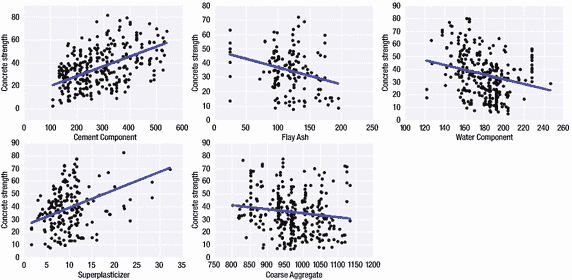 Concrete strength
80
60
40
20
0
0 100 200 300 400 500 600
Cement Component
Concrete strength
80
70
60
50
40
30
20
10
0
0 50 100 150 200 250
Flay Ash
Concrete strength
90
80
70
60
50
40
30
20
10
0
100 120 140 160 180 200 220 240 260
Water Component
Concrete strength
90
80
70
60
50
40
30
20
10
0
0 5 10 15 20 25 30 35
Superplasticizer
Concrete strength
90
80
70
60
50
40
30
20
10
0
750 800 850 900 950 1000 1050 1100 1150 1200
Coarse Aggregate